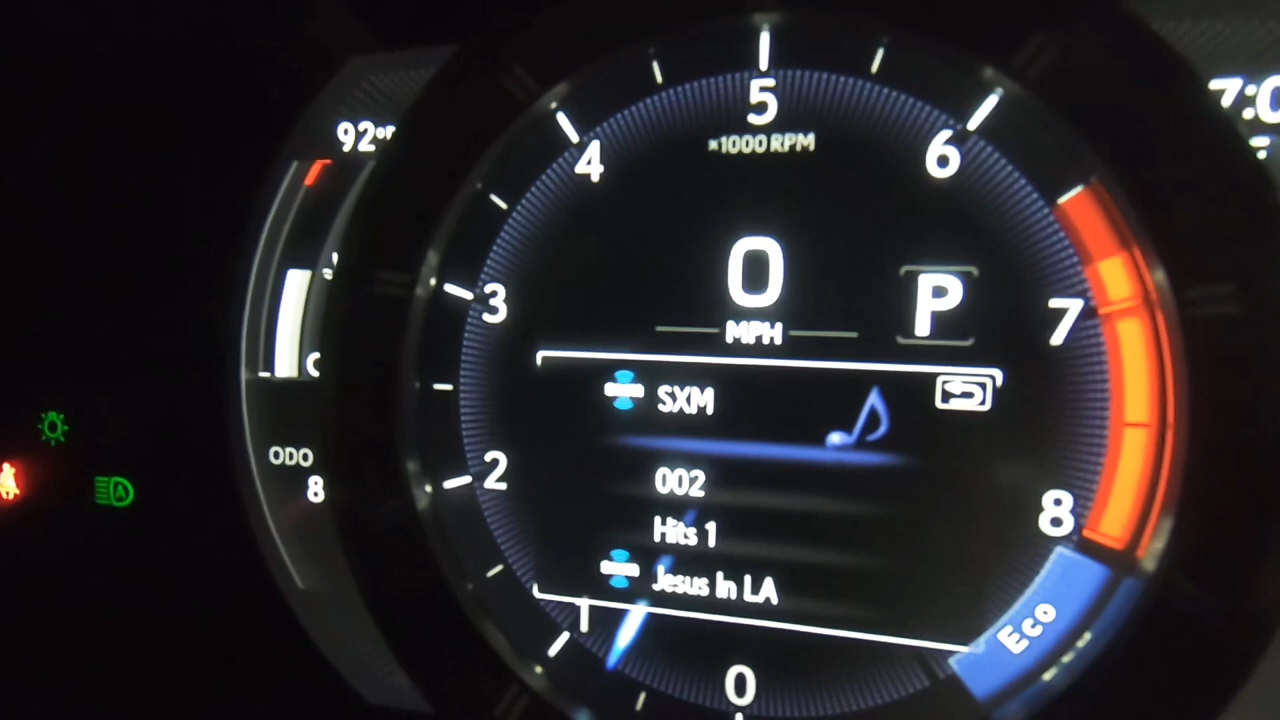 92°F
7:0
5
×1000 RPM
4
6
0
MPH
P
3
7
C
SXM
ODO
8
2
002
8
Hits 1
Jesus In LA
Eco
0